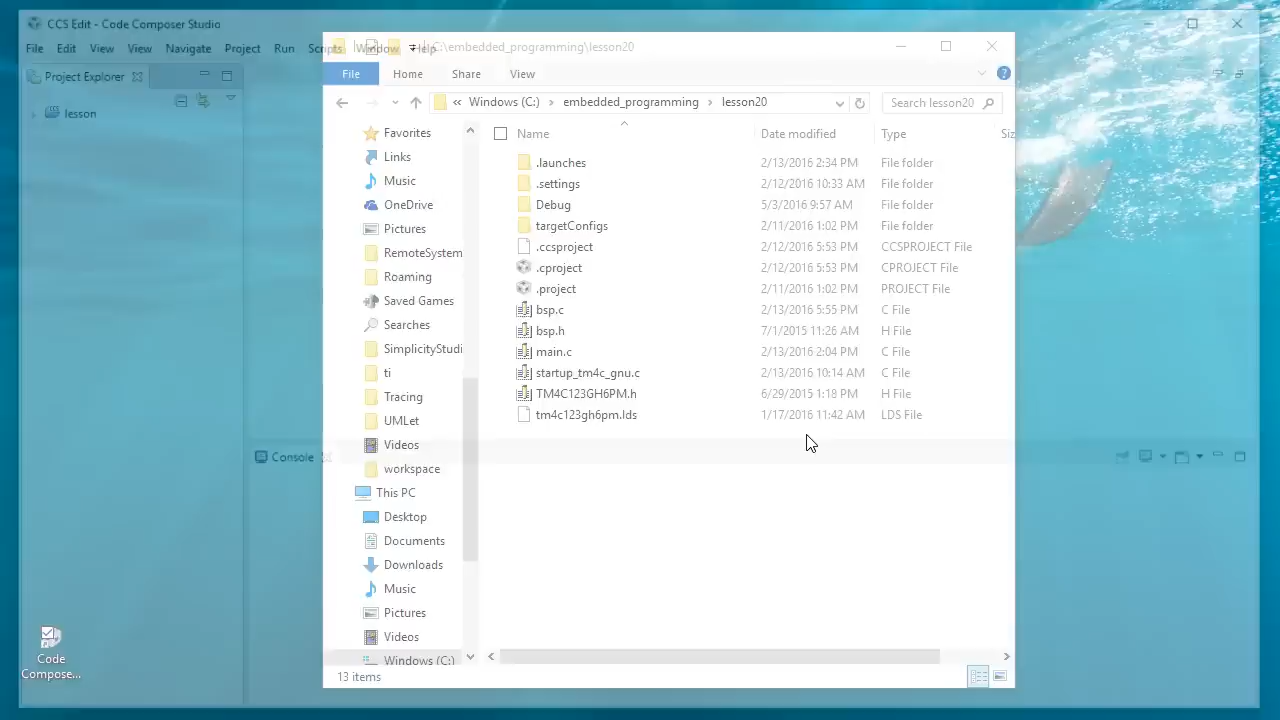 CCS Edit - Code Composer Studio
File Edit View View Navigate Project Run Scripts Window Help
C:\embedded_programming\lesson20
Project Explorer
lesson
File Home Share View
« Windows (C:) embedded_programming lesson20
Search lesson20
Name Date modified Type Siz
Favorites
Links
Music
OneDrive
Pictures
RemoteSystem
Roaming
Saved Games
Searches
SimplicityStudi
ti
Tracing
UMLet
Videos
workspace
This PC
Desktop
Documents
Downloads
Music
Pictures
Videos
Windows (C:)
.launches 2/13/2016 2:34 PM File folder
.settings 2/12/2016 10:33 AM File folder
Debug 5/3/2016 9:57 AM File folder
targetConfigs 2/11/2016 1:02 PM File folder
.ccsproject 2/12/2016 5:53 PM CCSPROJECT File
.cproject 2/12/2016 5:53 PM CPROJECT File
.project 2/11/2016 1:02 PM PROJECT File
bsp.c 2/13/2016 5:55 PM C File
bsp.h 7/1/2015 11:26 AM H File
main.c 2/13/2016 2:04 PM C File
startup_tm4c_gnu.c 2/13/2016 10:14 AM C File
TM4C123GH6PM.h 6/29/2015 1:18 PM H File
tm4c123gh6pm.lds 1/17/2016 11:42 AM LDS File
Console
13 items
Code
Compose...